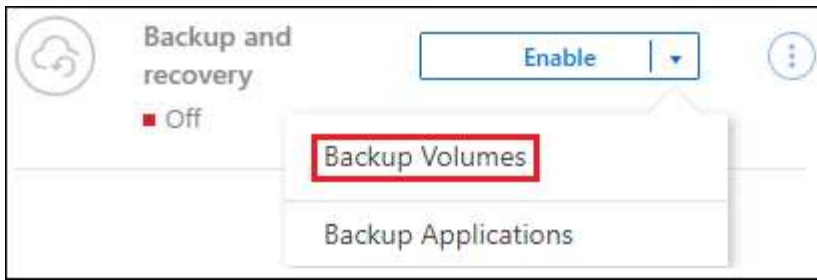 Backup and
recovery
Enable
Off
Backup Volumes
Backup Applications